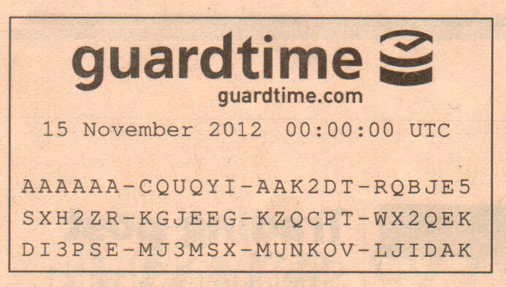 guardtime
guardtime.com
15 November 2012 00:00:00 UTC
AAAAAA-CQUQYI-AAK2DT-RQBJE5
SXH2ZR-KGJEEG-KZQCPT-WX2QEK
DI3PSE-MJ3MSX-MUNKOV-LJIDAK